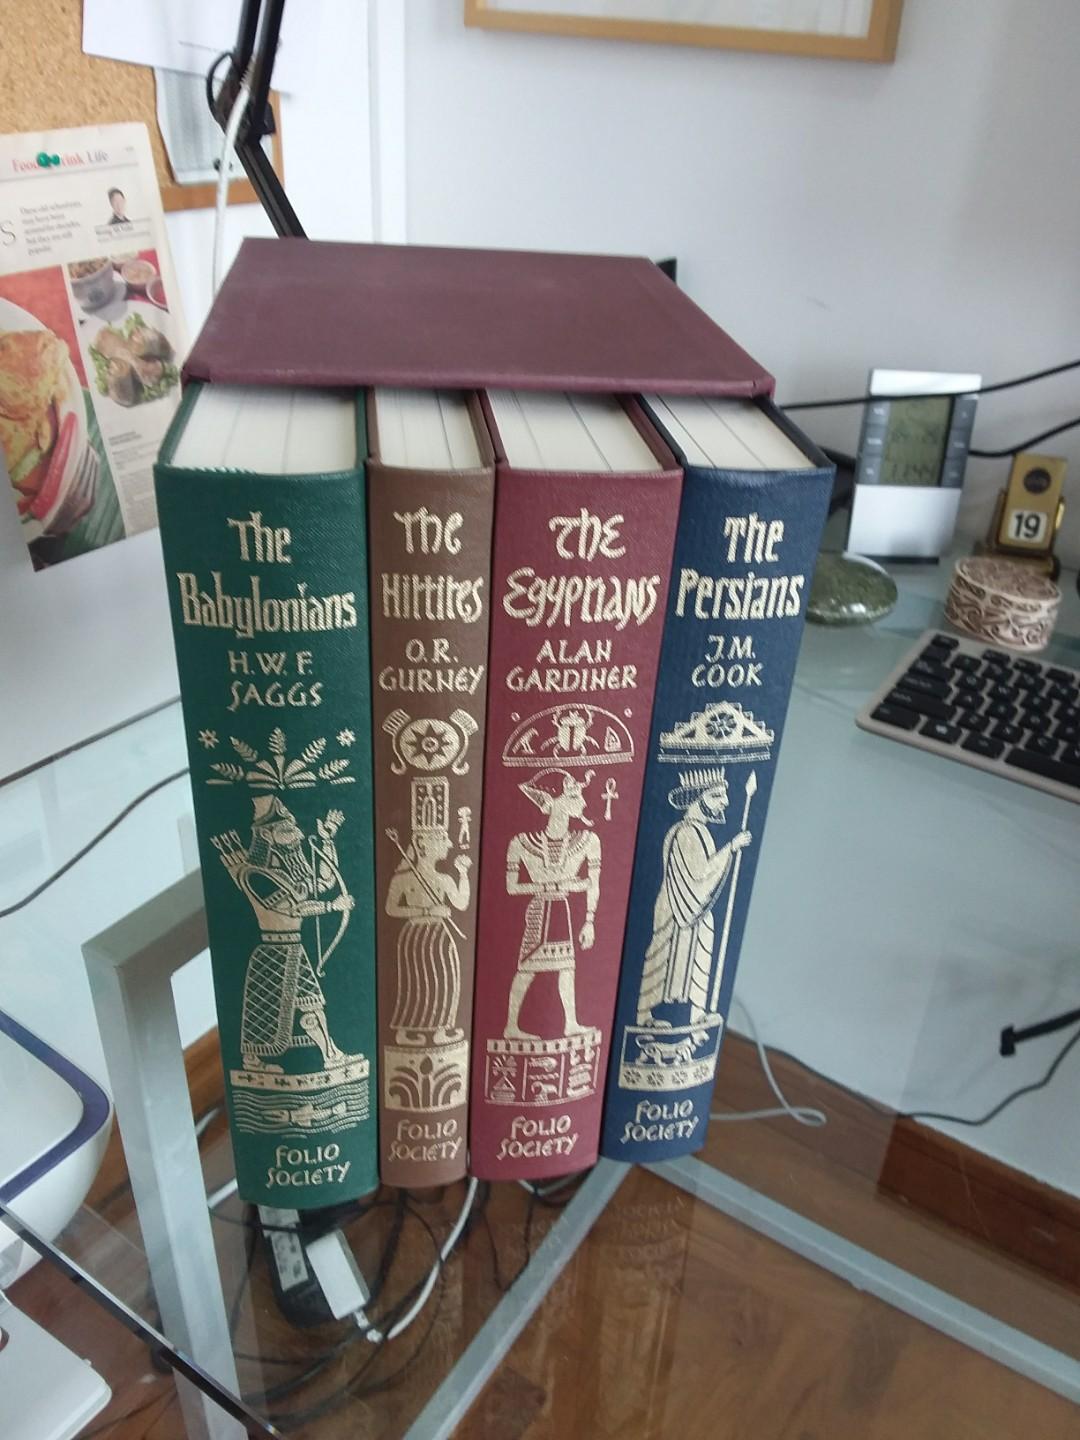 Life
The
Babylonians
H.W.F.
SAGGS
FOLIO
SOCIETY
The
Hittites
O.R.
GURNEY
FOLIO
SOCIETY
The
Egyptians
ALAN
GARDINER
FOLIO
SOCIETY
The
Persians
J.M.
COOK
FOLIO
SOCIETY
19